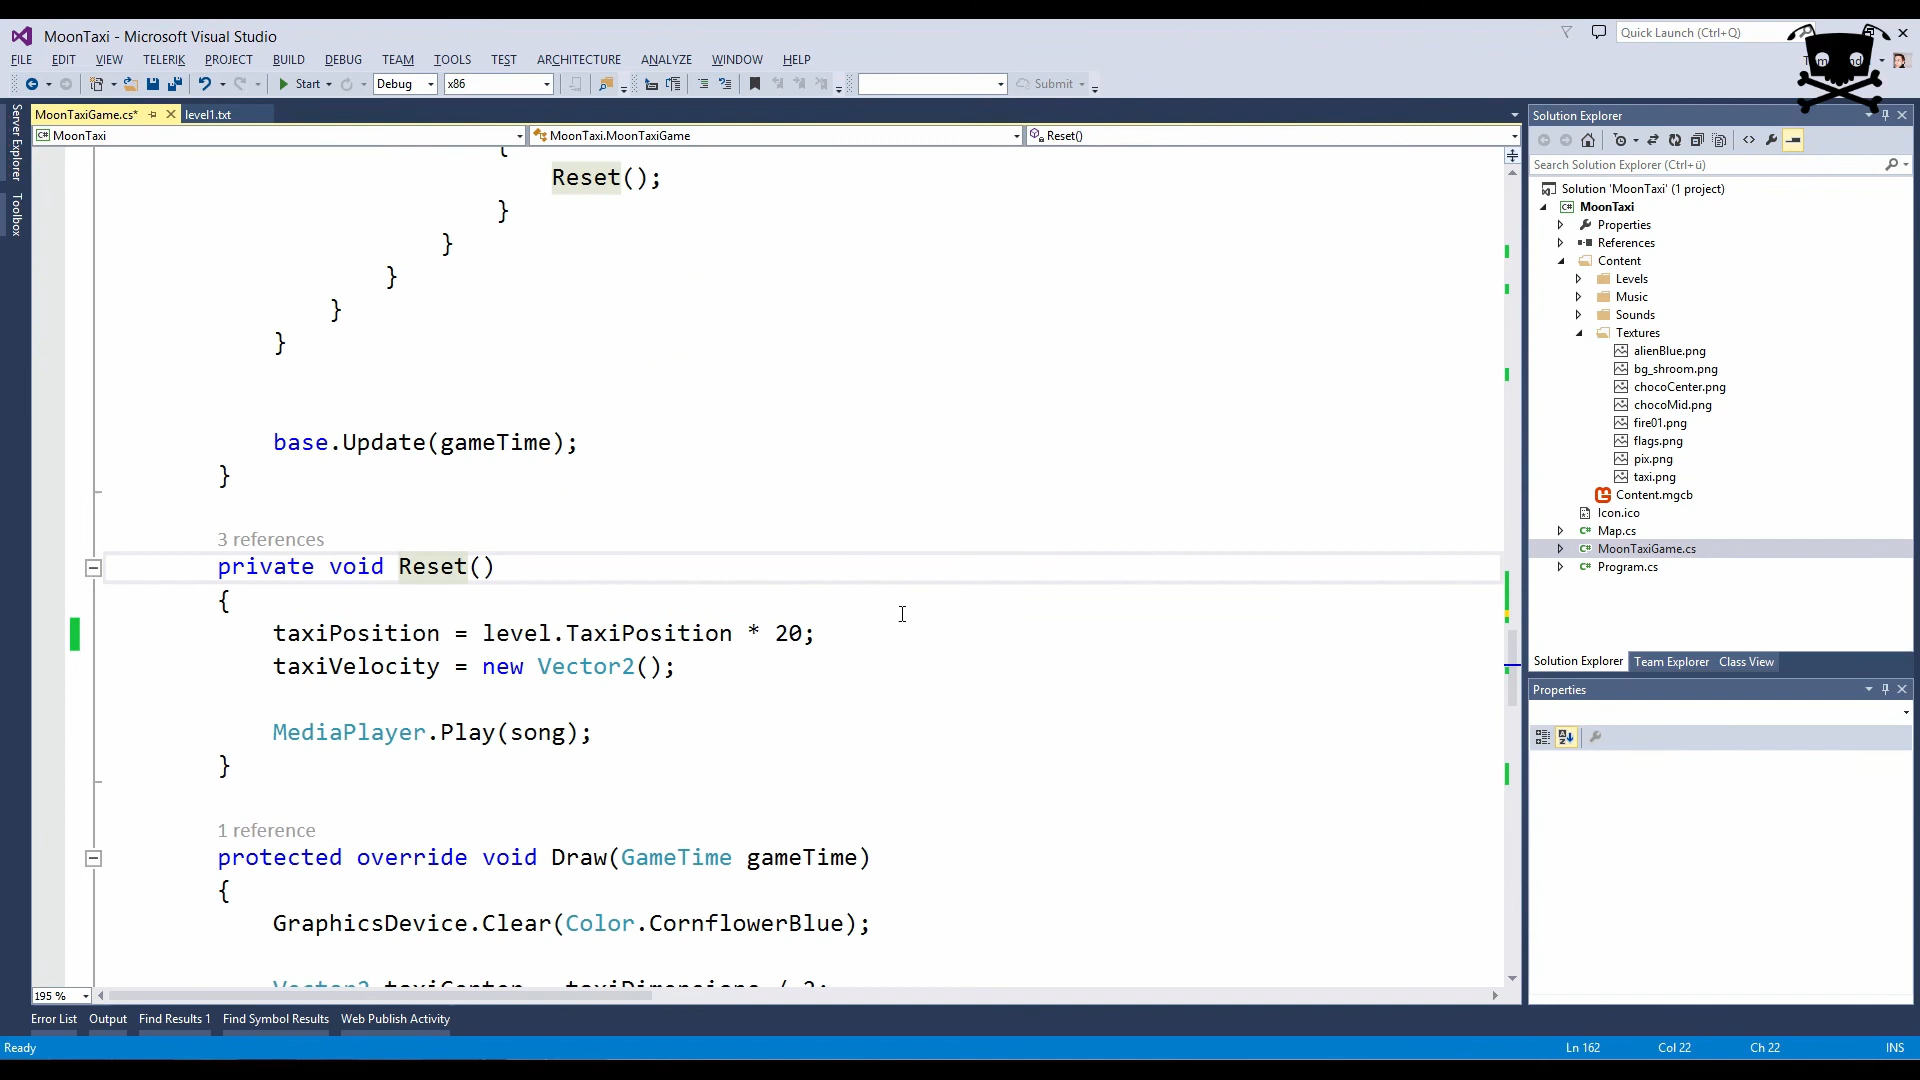 MoonTaxi - Microsoft Visual Studio
Quick Launch (Ctrl+Q)
FILE EDIT VIEW TELERIK PROJECT BUILD DEBUG TEAM TOOLS TEST ARCHITECTURE ANALYZE WINDOW HELP
Start Debug x86 Submit
MoonTaxiGame.cs* level1.txt
MoonTaxi MoonTaxi.MoonTaxiGame Reset()
Server Explorer
Toolbox
{
Reset();
}
}
}
}
}
base.Update(gameTime);
}
3 references
private void Reset()
{
taxiPosition = level.TaxiPosition * 20;
taxiVelocity = new Vector2();
MediaPlayer.Play(song);
}
1 reference
protected override void Draw(GameTime gameTime)
{
GraphicsDevice.Clear(Color.CornflowerBlue);
Vector2 taxiCenter = taxiDimensions / 2;
195 %
Solution Explorer
Search Solution Explorer (Ctrl+ü)
Solution 'MoonTaxi' (1 project)
MoonTaxi
Properties
References
Content
Levels
Music
Sounds
Textures
alienBlue.png
bg_shroom.png
chocoCenter.png
chocoMid.png
fire01.png
flags.png
pix.png
taxi.png
Content.mgcb
Icon.ico
Map.cs
MoonTaxiGame.cs
Program.cs
Solution Explorer Team Explorer Class View
Properties
Error List Output Find Results 1 Find Symbol Results Web Publish Activity
Ready Ln 162 Col 22 Ch 22 INS